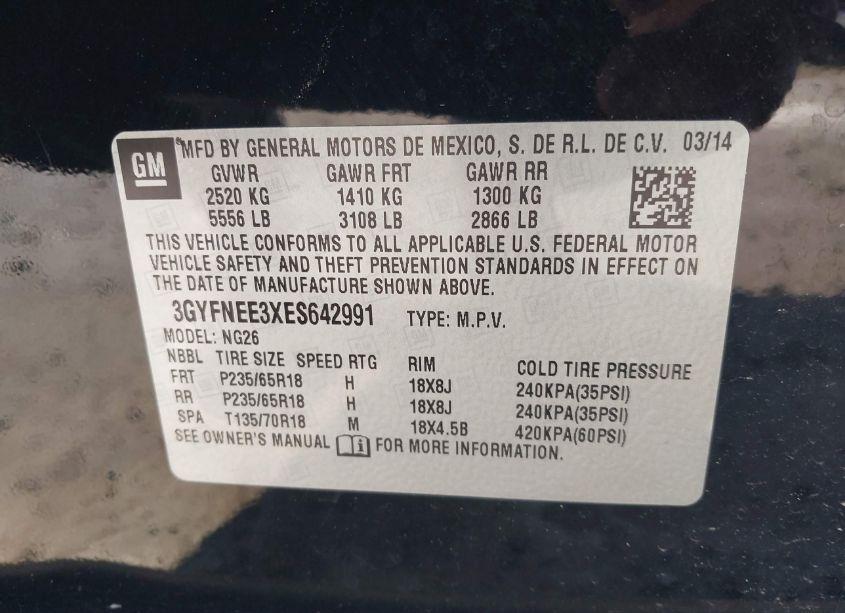 GM
®MFD BY GENERAL MOTORS DE MEXICO, S. DE R.L. DE C.V. 03/14
GVWR GAWR FRT GAWR RR
2520 KG 1410 KG 1300 KG
5556 LB 3108 LB 2866 LB
THIS VEHICLE CONFORMS TO ALL APPLICABLE U.S. FEDERAL MOTOR
VEHICLE SAFETY AND THEFT PREVENTION STANDARDS IN EFFECT ON
THE DATE OF MANUFACTURE SHOWN ABOVE.
3GYFNEE3XES642991 TYPE: M.P.V.
MODEL: NG26
NBBL TIRE SIZE SPEED RTG RIM COLD TIRE PRESSURE
FRT P235/65R18 H 18X8J 240KPA(35PSI)
RR P235/65R18 H 18X8J 240KPA(35PSI)
SPA T135/70R18 M 18X4.5B 420KPA(60PSI)
SEE OWNER'S MANUAL FOR MORE INFORMATION.